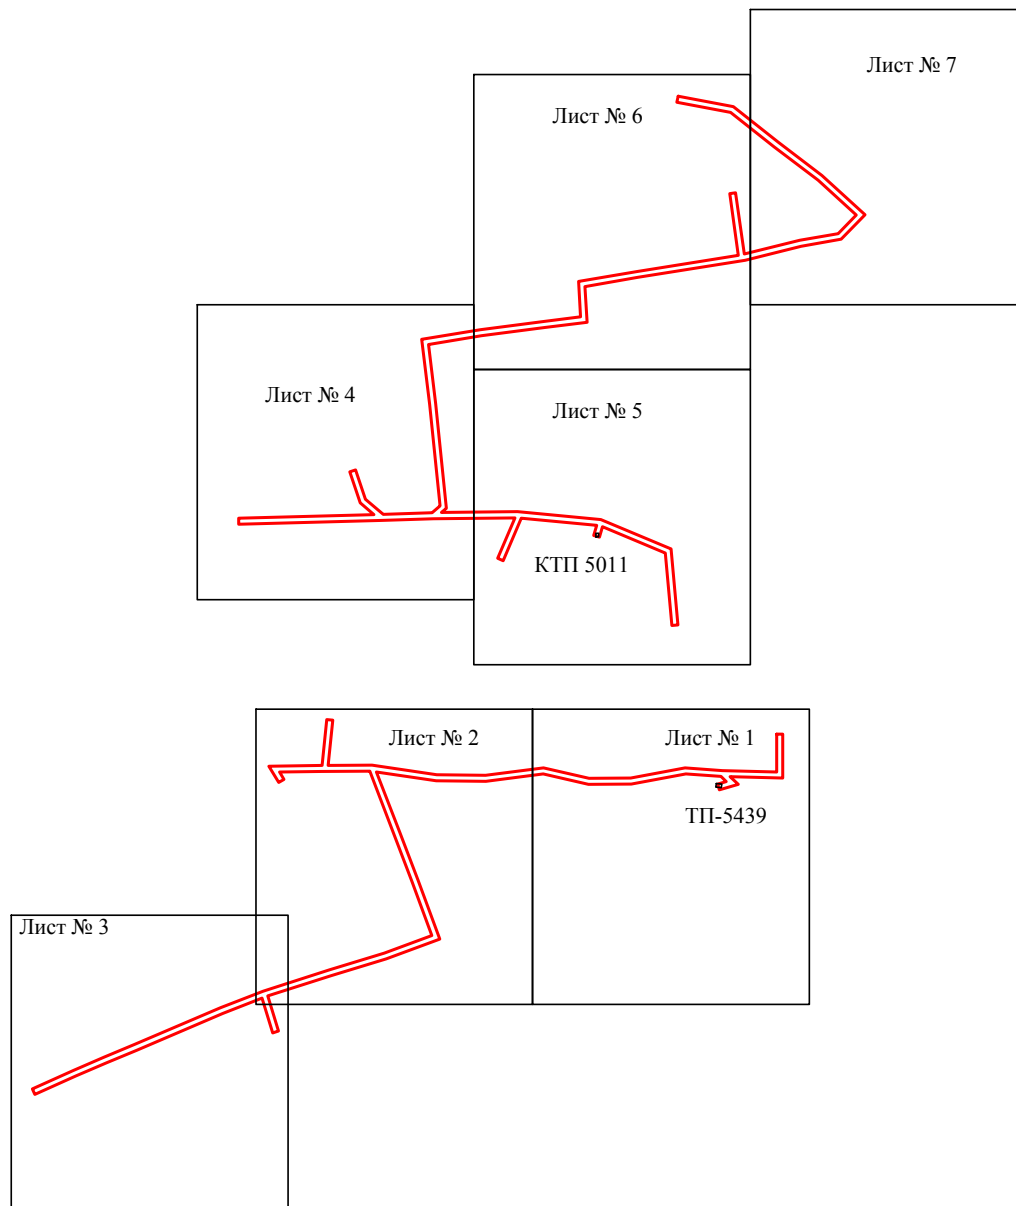 Лист № 7
Лист № 6
Лист № 4
Лист № 5
КТП 5011
Лист № 2
Лист № 1
ТП-5439
Лист № 3